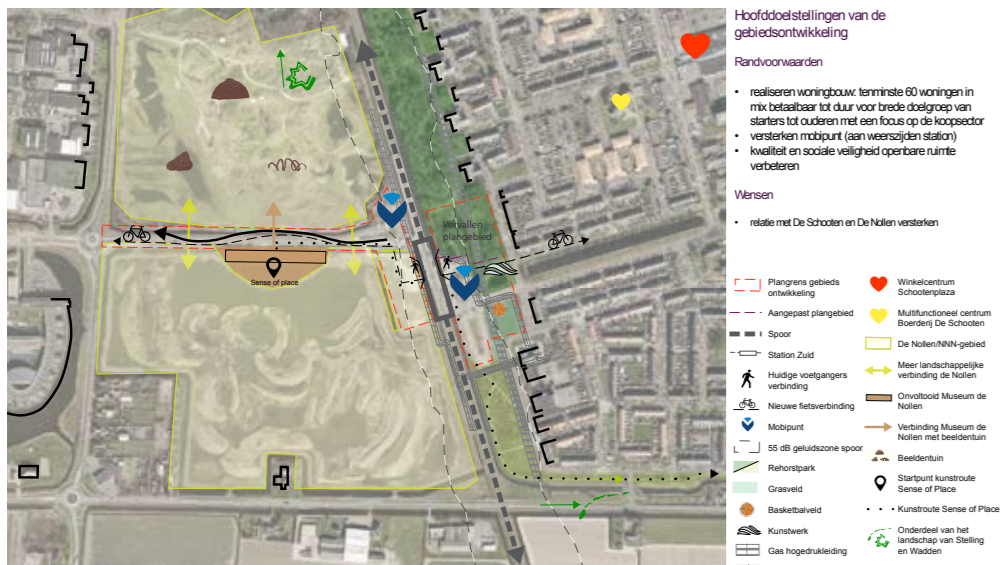 Hoofddoelstellingen van de
gebiedsontwikkeling
Randvoorwaarden
• realiseren woningbouw: tenminste 60 woningen in
mix betaalbaar tot duur voor brede doelgroep van
starters tot ouderen met een focus op de koopsector
• versterken mobipunt (aan weerszijden station)
• kwaliteit en sociale veiligheid openbare ruimte
verbeteren
Wensen
• relatie met De Schooten en De Nollen versterken
Vervallen
plangebied
Sense of place
Plangrens gebieds
ontwikkeling
Aangepast plangebied
Spoor
Station Zuid
Huidige voetgangers
verbinding
Nieuwe fietsverbinding
Mobipunt
55 dB geluidszone spoor
Rehorstpark
Grasveld
Basketbalveld
Kunstwerk
Gas hogedrukleiding
Winkelcentrum
Schootenplaza
Multifunctioneel centrum
Boerderij De Schooten
De Nollen/NNN-gebied
Meer landschappelijke
verbinding de Nollen
Onvoltooid Museum de
Nollen
Verbinding Museum de
Nollen met beeldentuin
Beeldentuin
Startpunt kunstroute
Sense of Place
Kunstroute Sense of Place
Onderdeel van het
landschap van Stelling
en Wadden